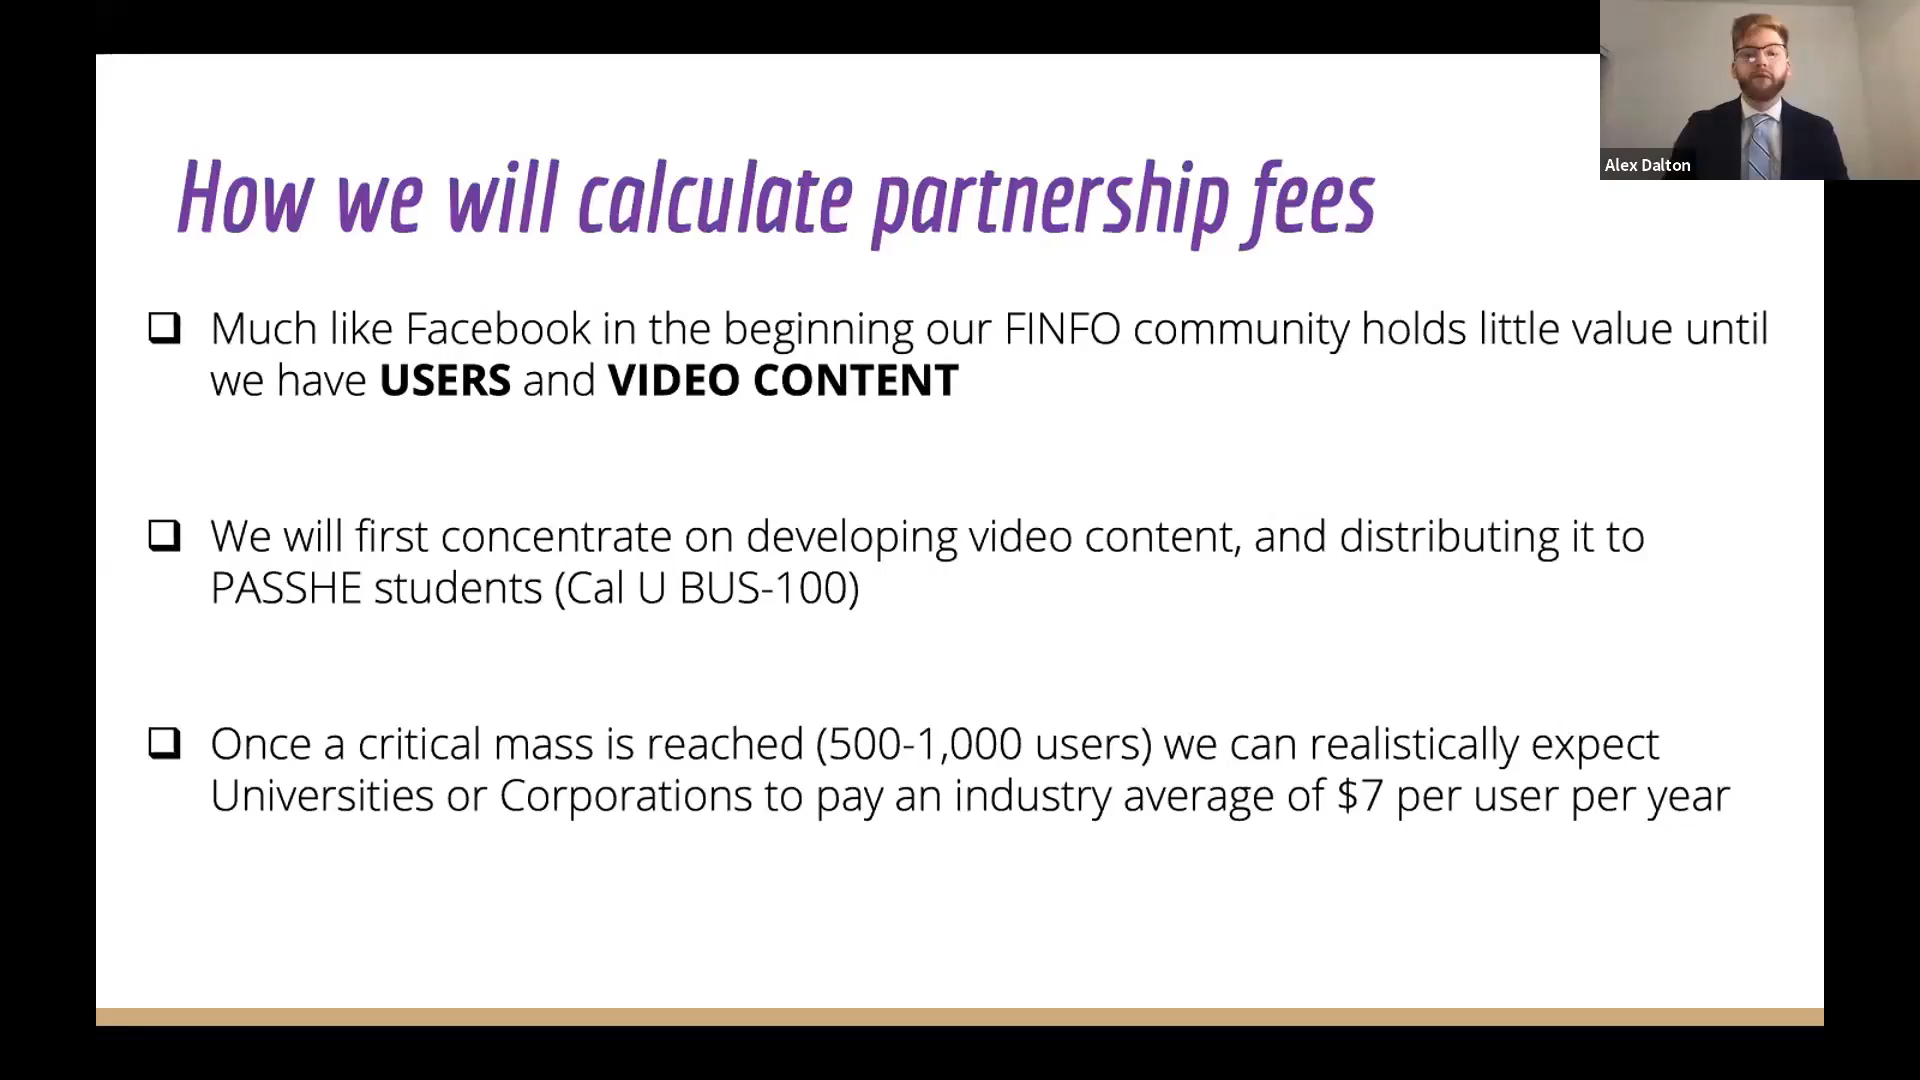 How we will calculate partnership fees
Alex Dalton
Much like Facebook in the beginning our FINFO community holds little value until
we have USERS and VIDEO CONTENT
We will first concentrate on developing video content, and distributing it to
PASSHE students (Cal U BUS-100)
Once a critical mass is reached (500-1,000 users) we can realistically expect
Universities or Corporations to pay an industry average of $7 per user per year